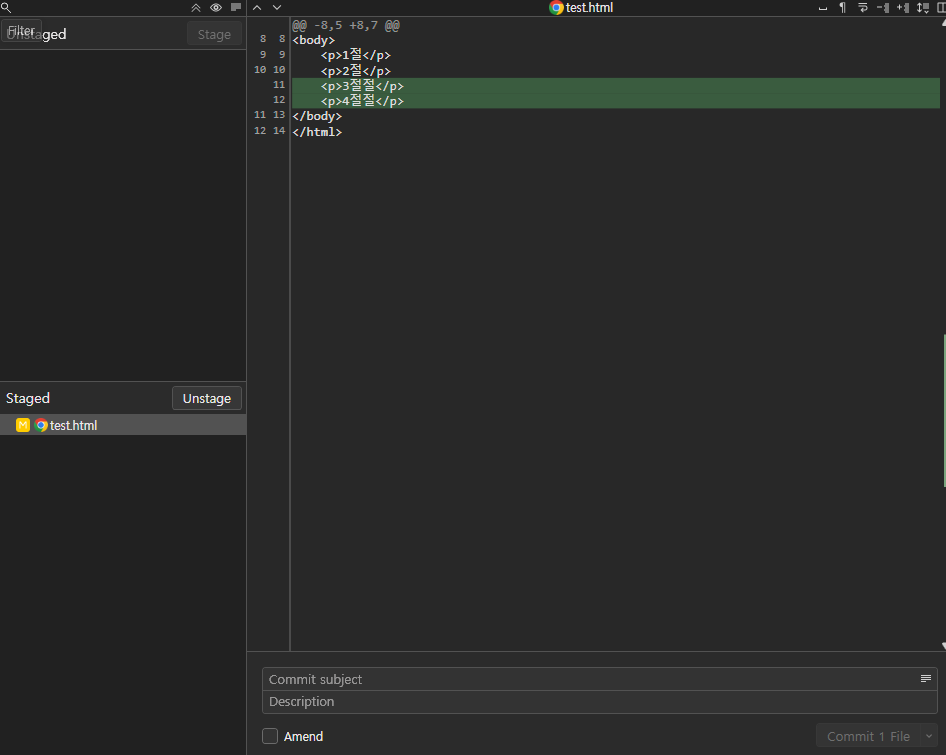 test.html
Filter
Unstaged
Stage
@@ -8,5 +8,7 @@
8 8 <body>
9 9 <p>1절</p>
10 10 <p>2절</p>
11 <p>3절절</p>
12 <p>4절절</p>
11 13 </body>
12 14 </html>
Staged
Unstage
M test.html
Commit subject
Description
Amend
Commit 1 File